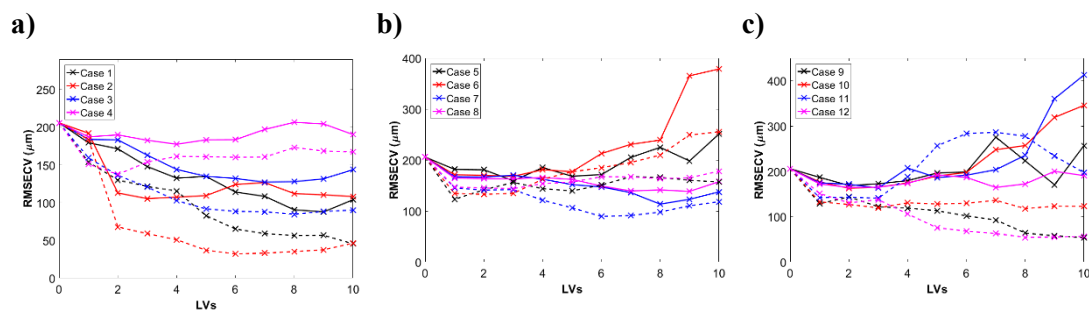 a)
b)
c)
RMSECV (μm)
250
200
150
100
50
0
0
2
4
6
8
10
LVs
Case 1
Case 2
Case 3
Case 4
RMSECV (μm)
400
300
200
100
0
0
2
4
6
8
10
LVs
Case 5
Case 6
Case 7
Case 8
RMSECV (μm)
400
300
200
100
0
0
2
4
6
8
10
LVs
Case 9
Case 10
Case 11
Case 12